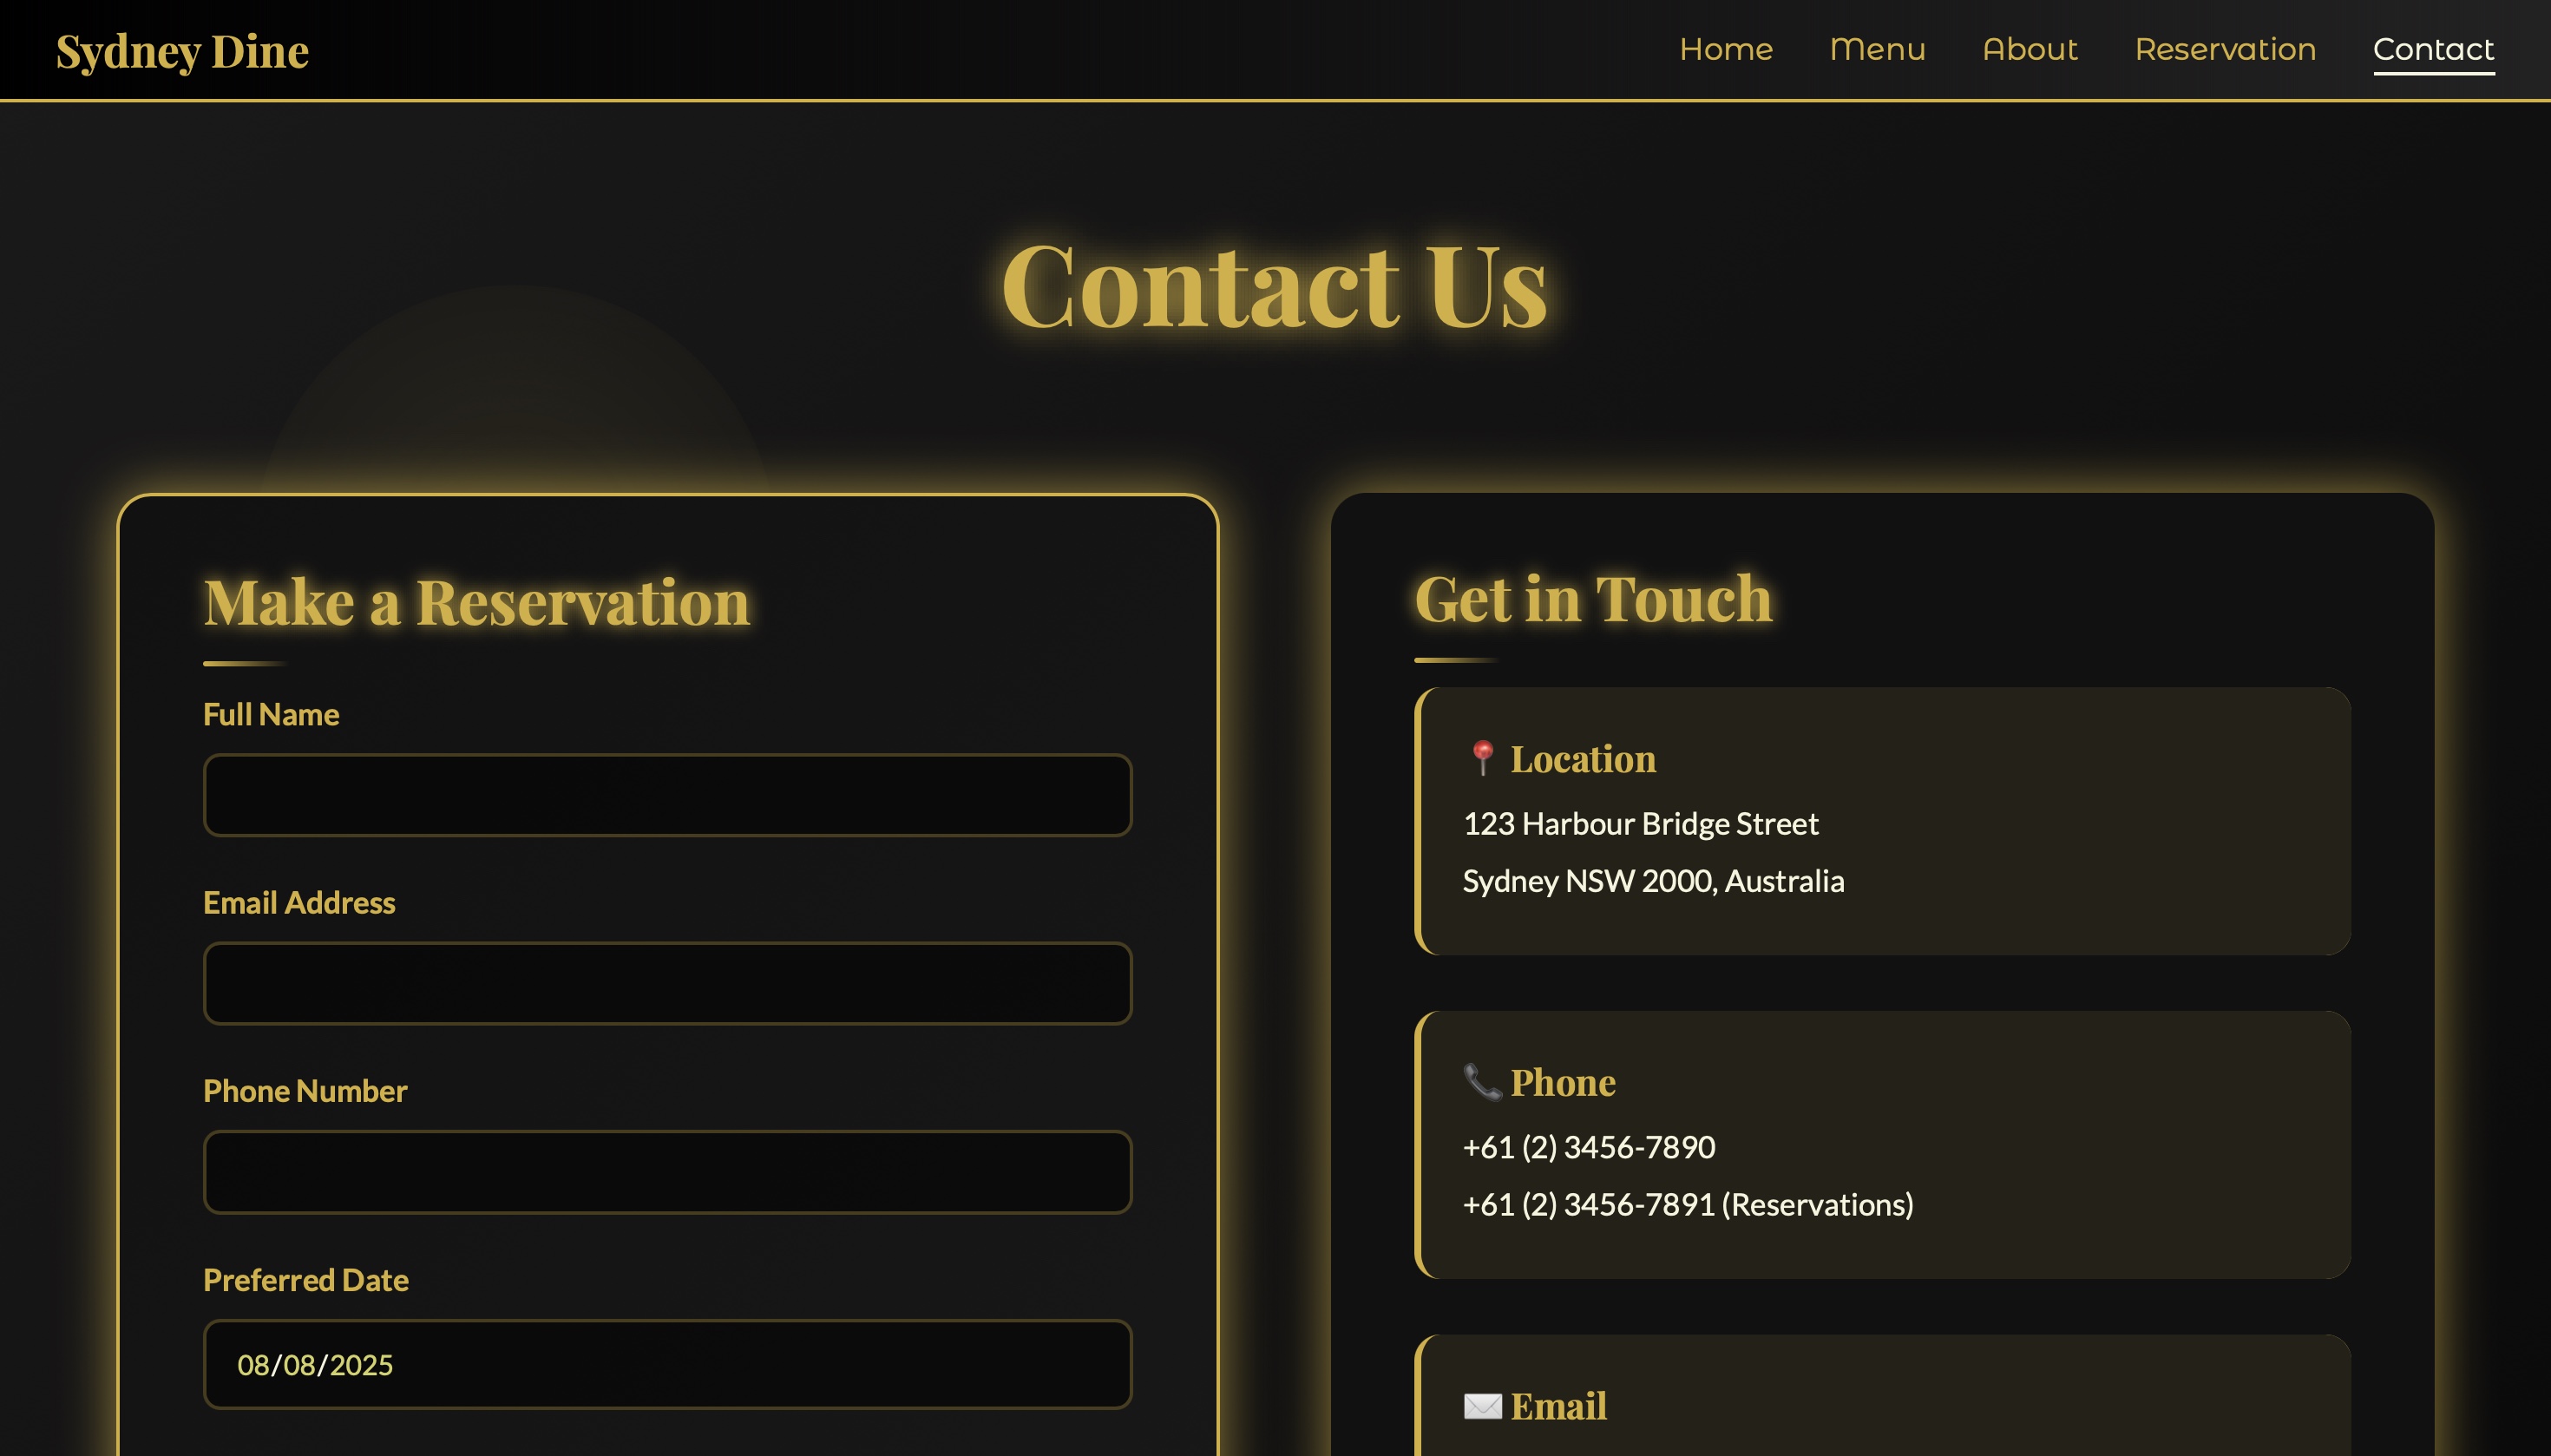 Sydney Dine
Home Menu About Reservation Contact
Contact Us
Make a Reservation
Full Name
Email Address
Phone Number
Preferred Date
08/08/2025
Get in Touch
Location
123 Harbour Bridge Street
Sydney NSW 2000, Australia
Phone
+61 (2) 3456-7890
+61 (2) 3456-7891 (Reservations)
Email